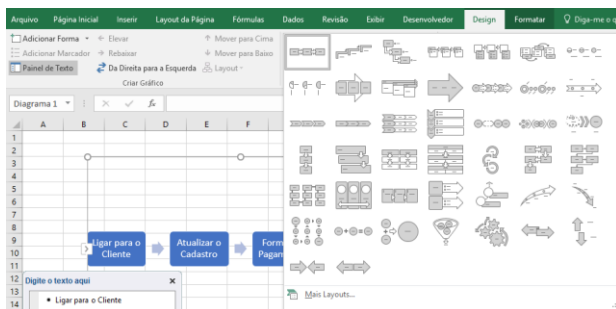 Arquivo Página Inicial Inserir Layout da Página Fórmulas Dados Revisão Exibir Desenvolvedor Design Formatar Diga-me o q
Adicionar Forma Elevar Mover para Cima
Adicionar Marcador Rebaixar Mover para Baixo
Painel de Texto Da Direita para a Esquerda Layout
Criar Gráfico
Diagrama 1 fx
A B C D E F
1
2
3
4
5
6
7
8
9
10
11
12
13
14
Ligar para o
Cliente
Atualizar o
Cadastro
Form
Pagan
Digite o texto aqui
• Ligar para o Cliente
Mais Layouts...